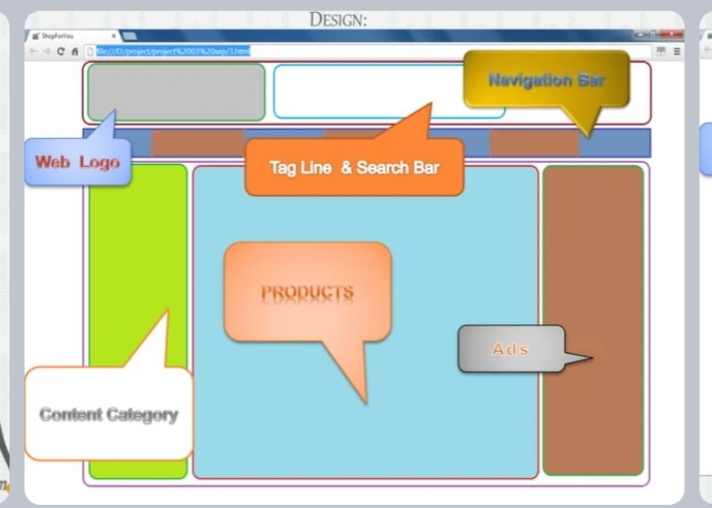 DESIGN:
ShopForYou
file:///D:/project/project%2003%20sep/3.html
Navigation Bar
Web Logo
Tag Line & Search Bar
PRODUCTS
Ads
Content Category